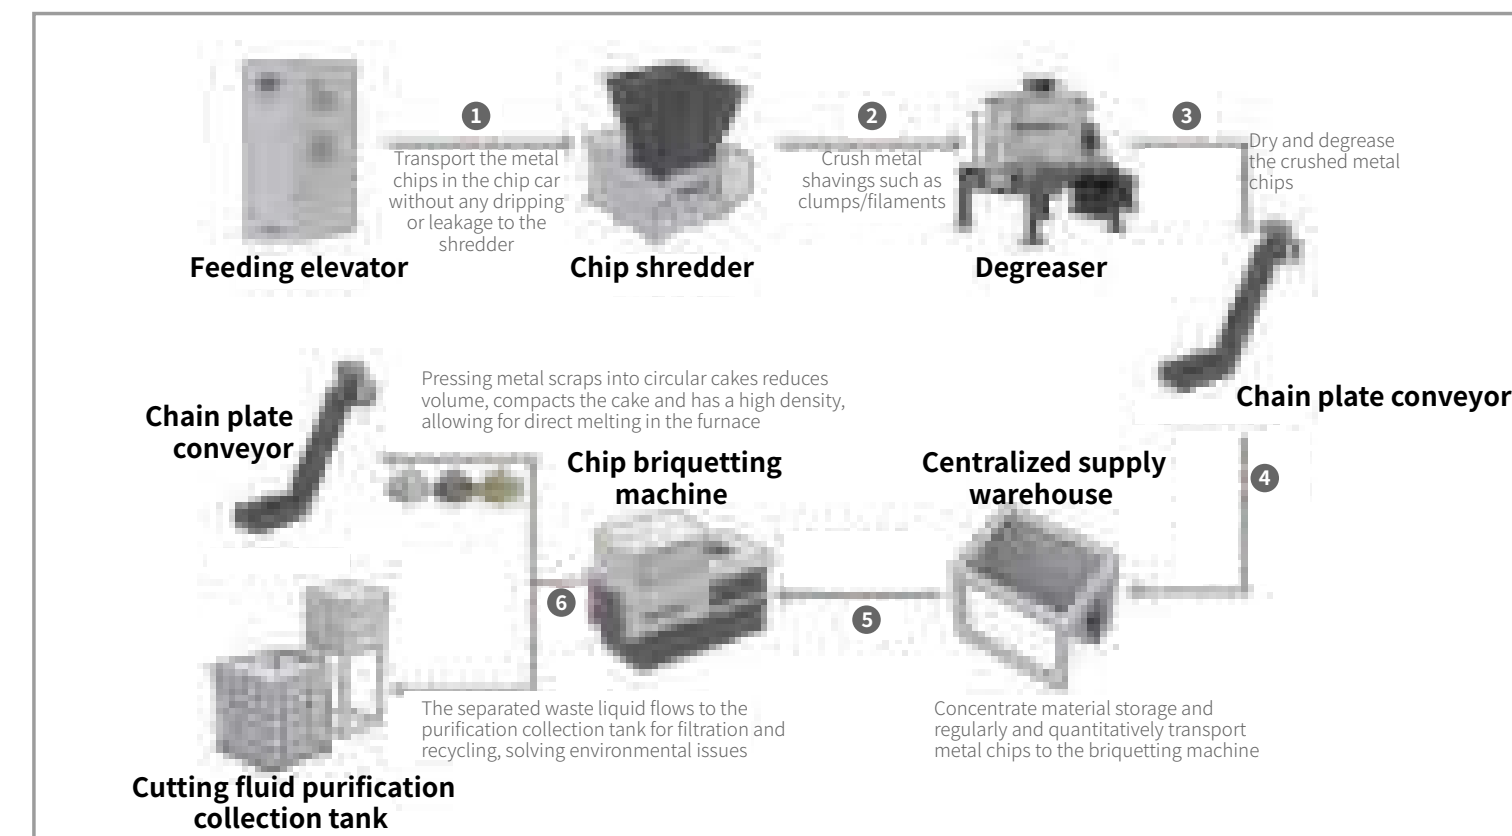 1
Transport the metal
chips in the chip car
without any dripping
or leakage to the
shredder
2
Crush metal
shavings such as
clumps/filaments
3
Dry and degrease
the crushed metal
chips
Feeding elevator
Chip shredder
Degreaser
Chain plate conveyor
4
Chain plate
conveyor
Pressing metal scraps into circular cakes reduces
volume, compacts the cake and has a high density,
allowing for direct melting in the furnace
Chip briquetting
machine
Centralized supply
warehouse
5
6
The separated waste liquid flows to the
purification collection tank for filtration and
recycling, solving environmental issues
Concentrate material storage and
regularly and quantitatively transport
metal chips to the briquetting machine
Cutting fluid purification
collection tank